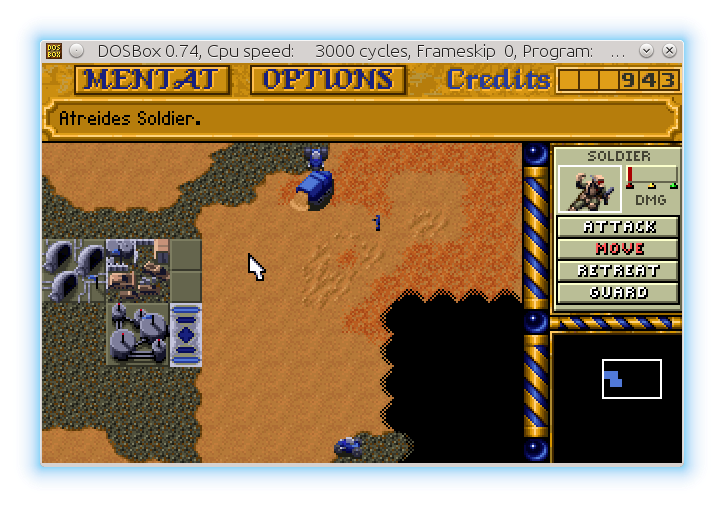 DOSBox 0.74, Cpu speed: 3000 cycles, Frameskip 0, Program: ...
MENTAT OPTIONS Credits 943
Atreides Soldier.
SOLDIER
DMG
ATTACK
MOVE
RETREAT
GUARD